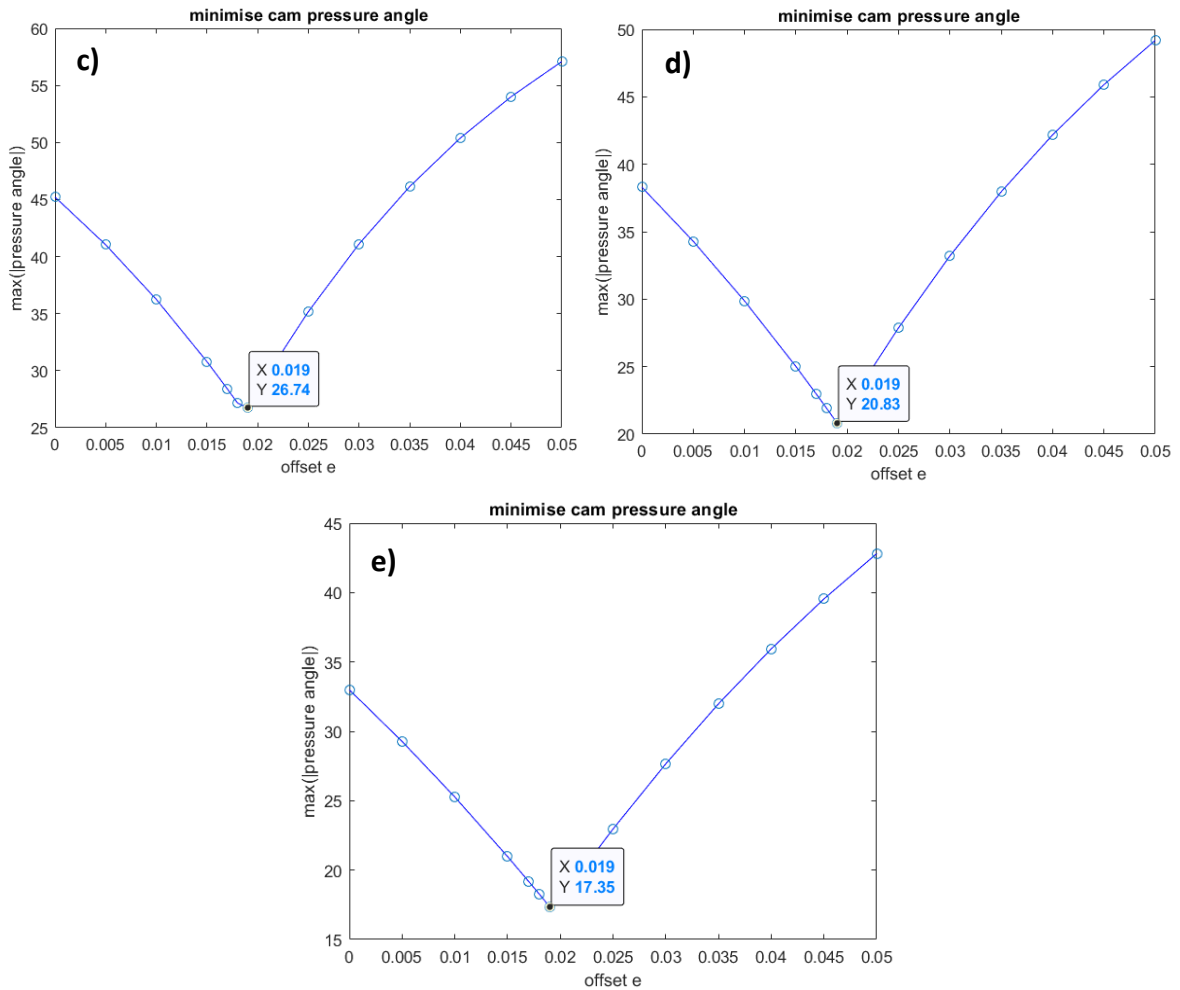 minimise cam pressure angle
c)
max(|pressure angle|)
60
55
50
45
40
35
30
25
X 0.019
Y 26.74
0 0.005 0.01 0.015 0.02 0.025 0.03 0.035 0.04 0.045 0.05
offset e
minimise cam pressure angle
d)
max(|pressure angle|)
50
45
40
35
30
25
20
X 0.019
Y 20.83
0 0.005 0.01 0.015 0.02 0.025 0.03 0.035 0.04 0.045 0.05
offset e
minimise cam pressure angle
e)
max(|pressure angle|)
45
40
35
30
25
20
15
X 0.019
Y 17.35
0 0.005 0.01 0.015 0.02 0.025 0.03 0.035 0.04 0.045 0.05
offset e